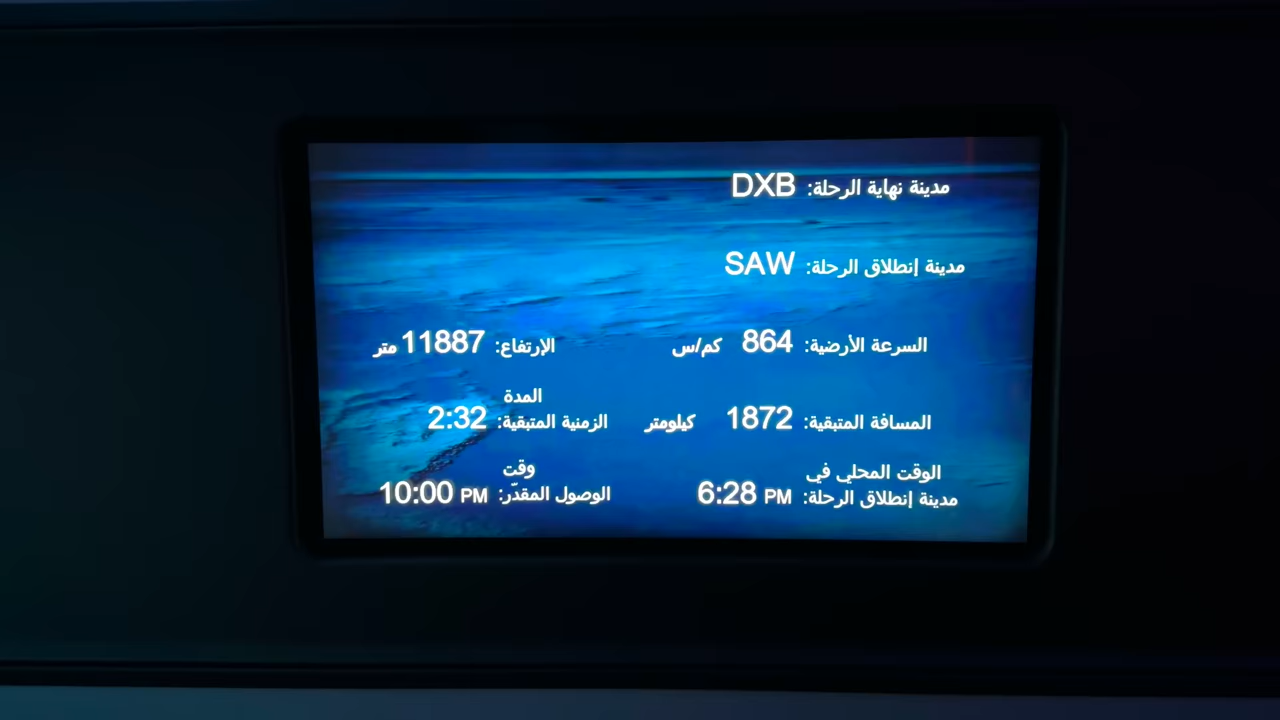 مدينة نهاية الرحلة: DXB
مدينة إنطلاق الرحلة: SAW
السرعة الأرضية: 864 كم/س
الإرتفاع: 11887 متر
المسافة المتبقية: 1872 كيلومتر
المدة
الزمنية المتبقية: 2:32
الوقت المحلي في
مدينة إنطلاق الرحلة: 6:28 PM
وقت
الوصول المقدّر: 10:00 PM